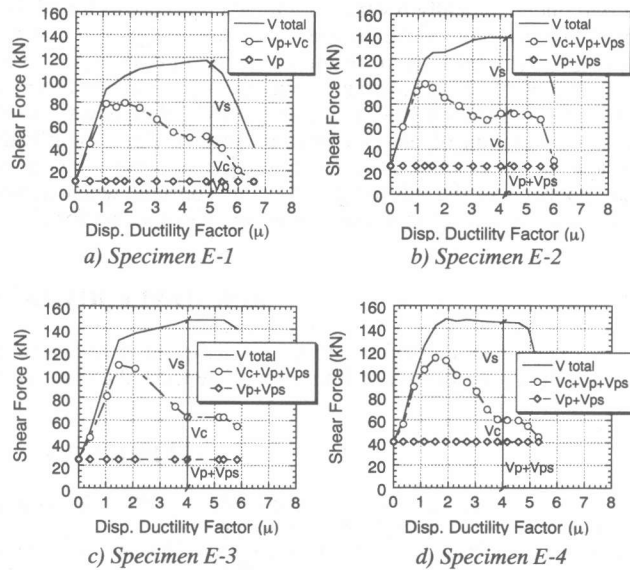 160
140
120
100
80
60
40
20
0
Shear Force (kN)
V total
Vp+Vc
Vp
Vs
Vc
0 1 2 3 4 5 6 7 8
Disp. Ductility Factor (μ)
a) Specimen E-1
160
140
120
100
80
60
40
20
0
Shear Force (kN)
V total
Vc+Vp+Vps
Vp+Vps
Vs
Vc
Vp+Vps
0 1 2 3 4 5 6 7 8
Disp. Ductility Factor (μ)
b) Specimen E-2
160
140
120
100
80
60
40
20
0
Shear Force (kN)
V total
Vc+Vp+Vps
Vp+Vps
Vs
Vc
Vp+Vps
0 1 2 3 4 5 6 7 8
Disp. Ductility Factor (μ)
c) Specimen E-3
160
140
120
100
80
60
40
20
0
Shear Force (kN)
V total
Vc+Vp+Vps
Vp+Vps
Vs
Vc
Vp+Vps
0 1 2 3 4 5 6 7 8
Disp. Ductility Factor (μ)
d) Specimen E-4